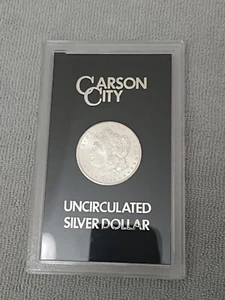 CARSON
CITY
UNCIRCULATED
SILVER DOLLAR